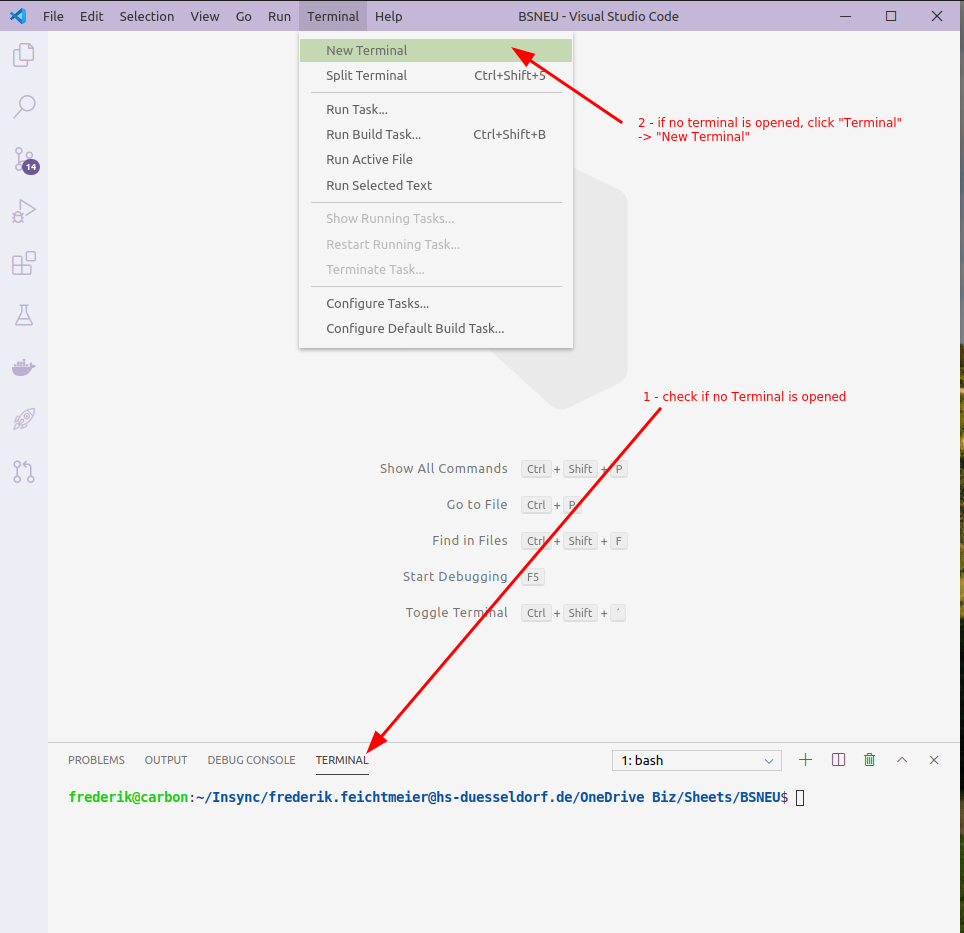 File Edit Selection View Go Run Terminal Help BSNEU - Visual Studio Code
New Terminal
Split Terminal Ctrl+Shift+5
Run Task...
Run Build Task... Ctrl+Shift+B
Run Active File
Run Selected Text
Show Running Tasks...
Restart Running Task...
Terminate Task...
Configure Tasks...
Configure Default Build Task...
2 - if no terminal is opened, click "Terminal"
-> "New Terminal"
14
1 - check if no Terminal is opened
Show All Commands Ctrl + Shift + P
Go to File Ctrl + P
Find in Files Ctrl + Shift + F
Start Debugging F5
Toggle Terminal Ctrl + Shift + ´
PROBLEMS OUTPUT DEBUG CONSOLE TERMINAL 1: bash
frederik@carbon:~/Insync/frederik.feichtmeier@hs-duesseldorf.de/OneDrive Biz/Sheets/BSNEU$